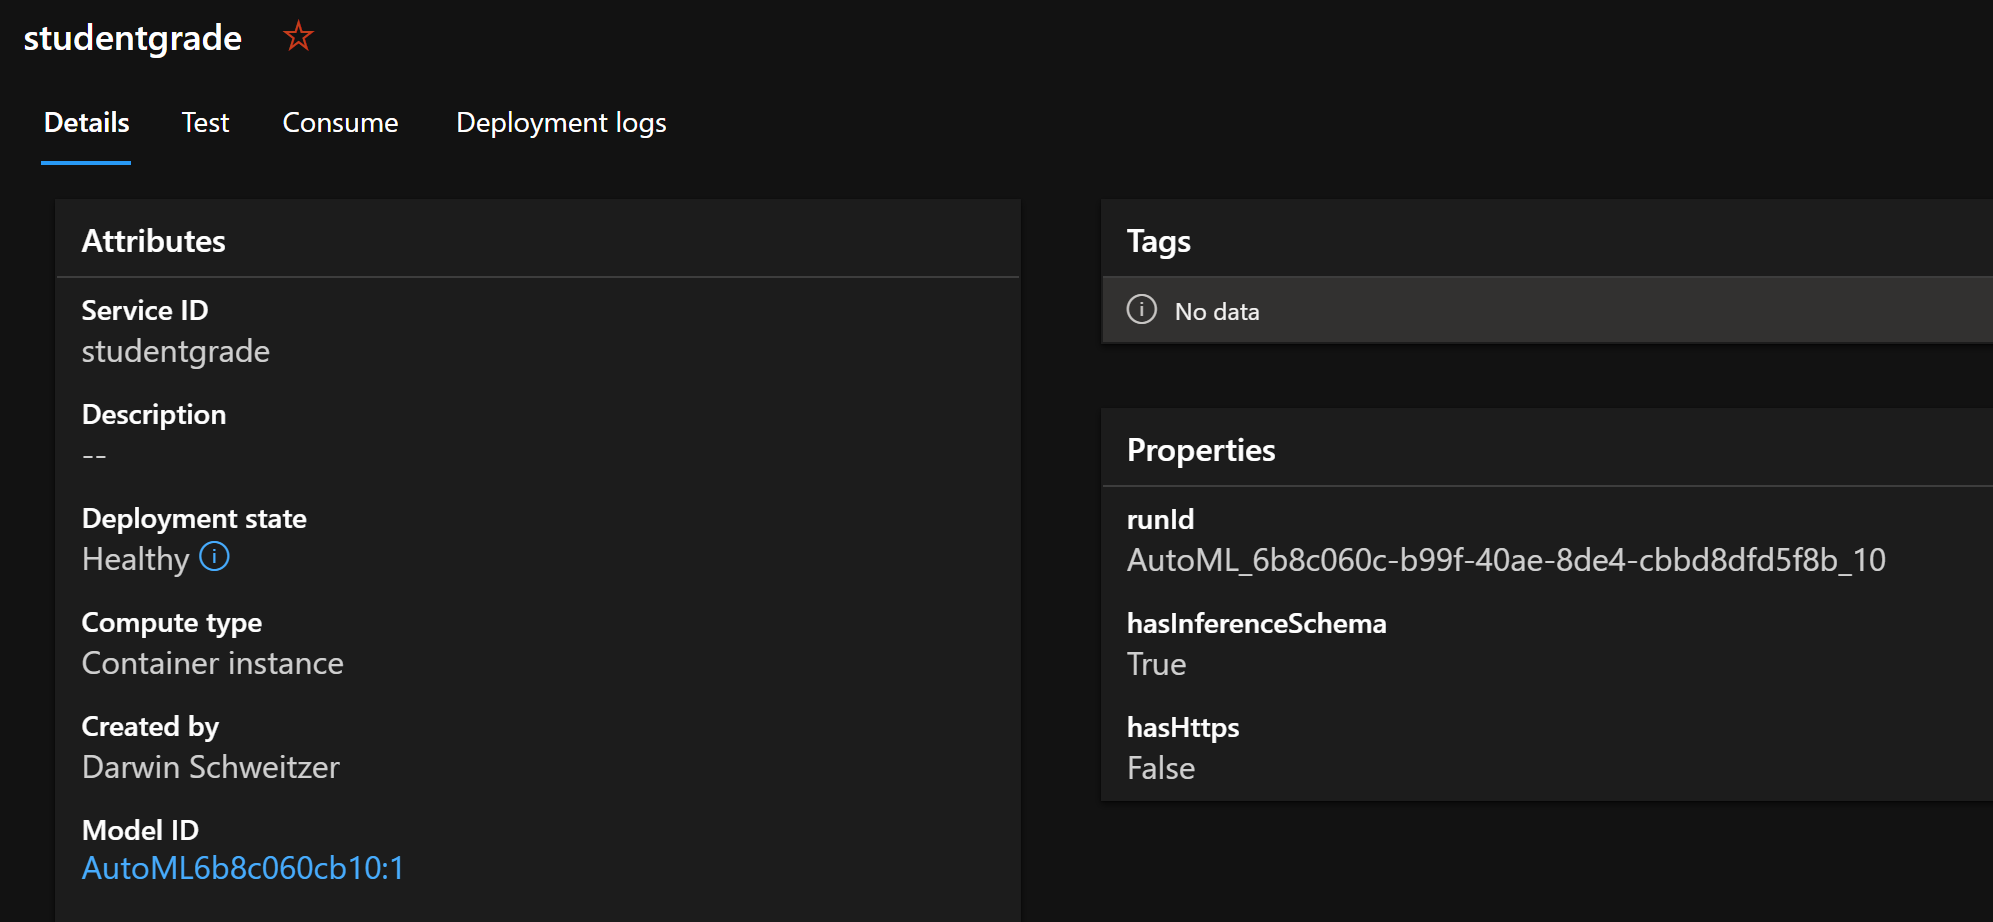 studentgrade
Details Test Consume Deployment logs
Attributes
Service ID
studentgrade
Description
--
Deployment state
Healthy
Compute type
Container instance
Created by
Darwin Schweitzer
Model ID
AutoML6b8c060cb10:1
Tags
No data
Properties
runId
AutoML_6b8c060c-b99f-40ae-8de4-cbbd8dfd5f8b_10
hasInferenceSchema
True
hasHttps
False